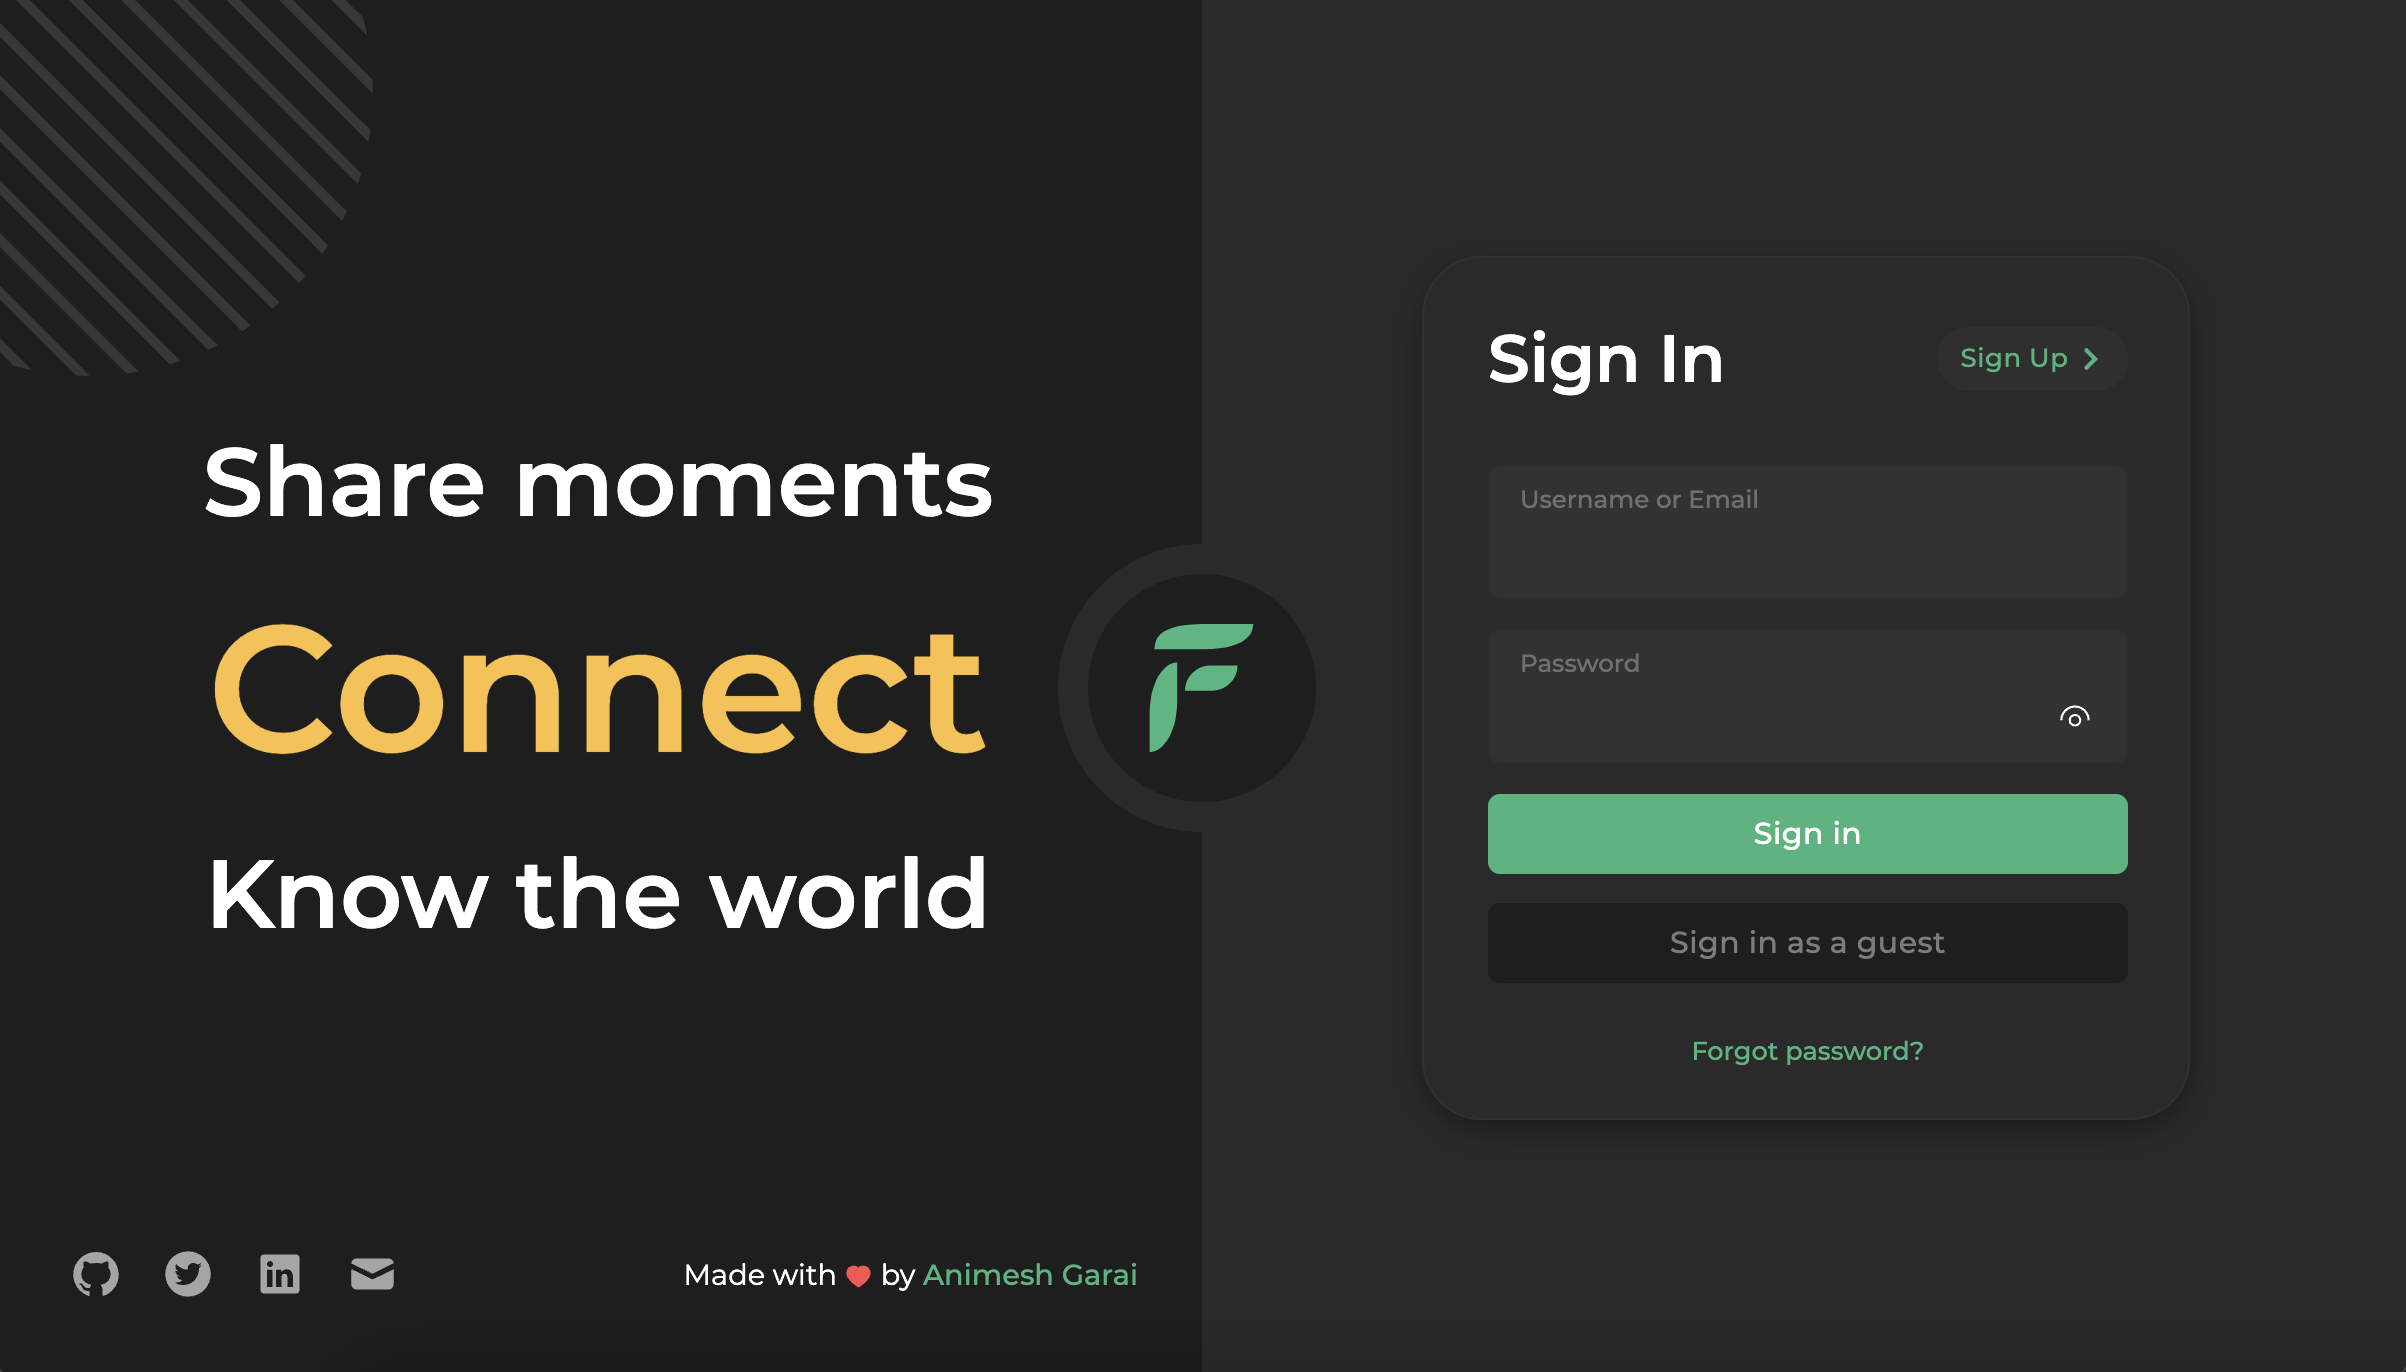 Share moments
Connect
Know the world
Made with ❤ by Animesh Garai
Sign In
Sign Up
Username or Email
Password
Sign in
Sign in as a guest
Forgot password?